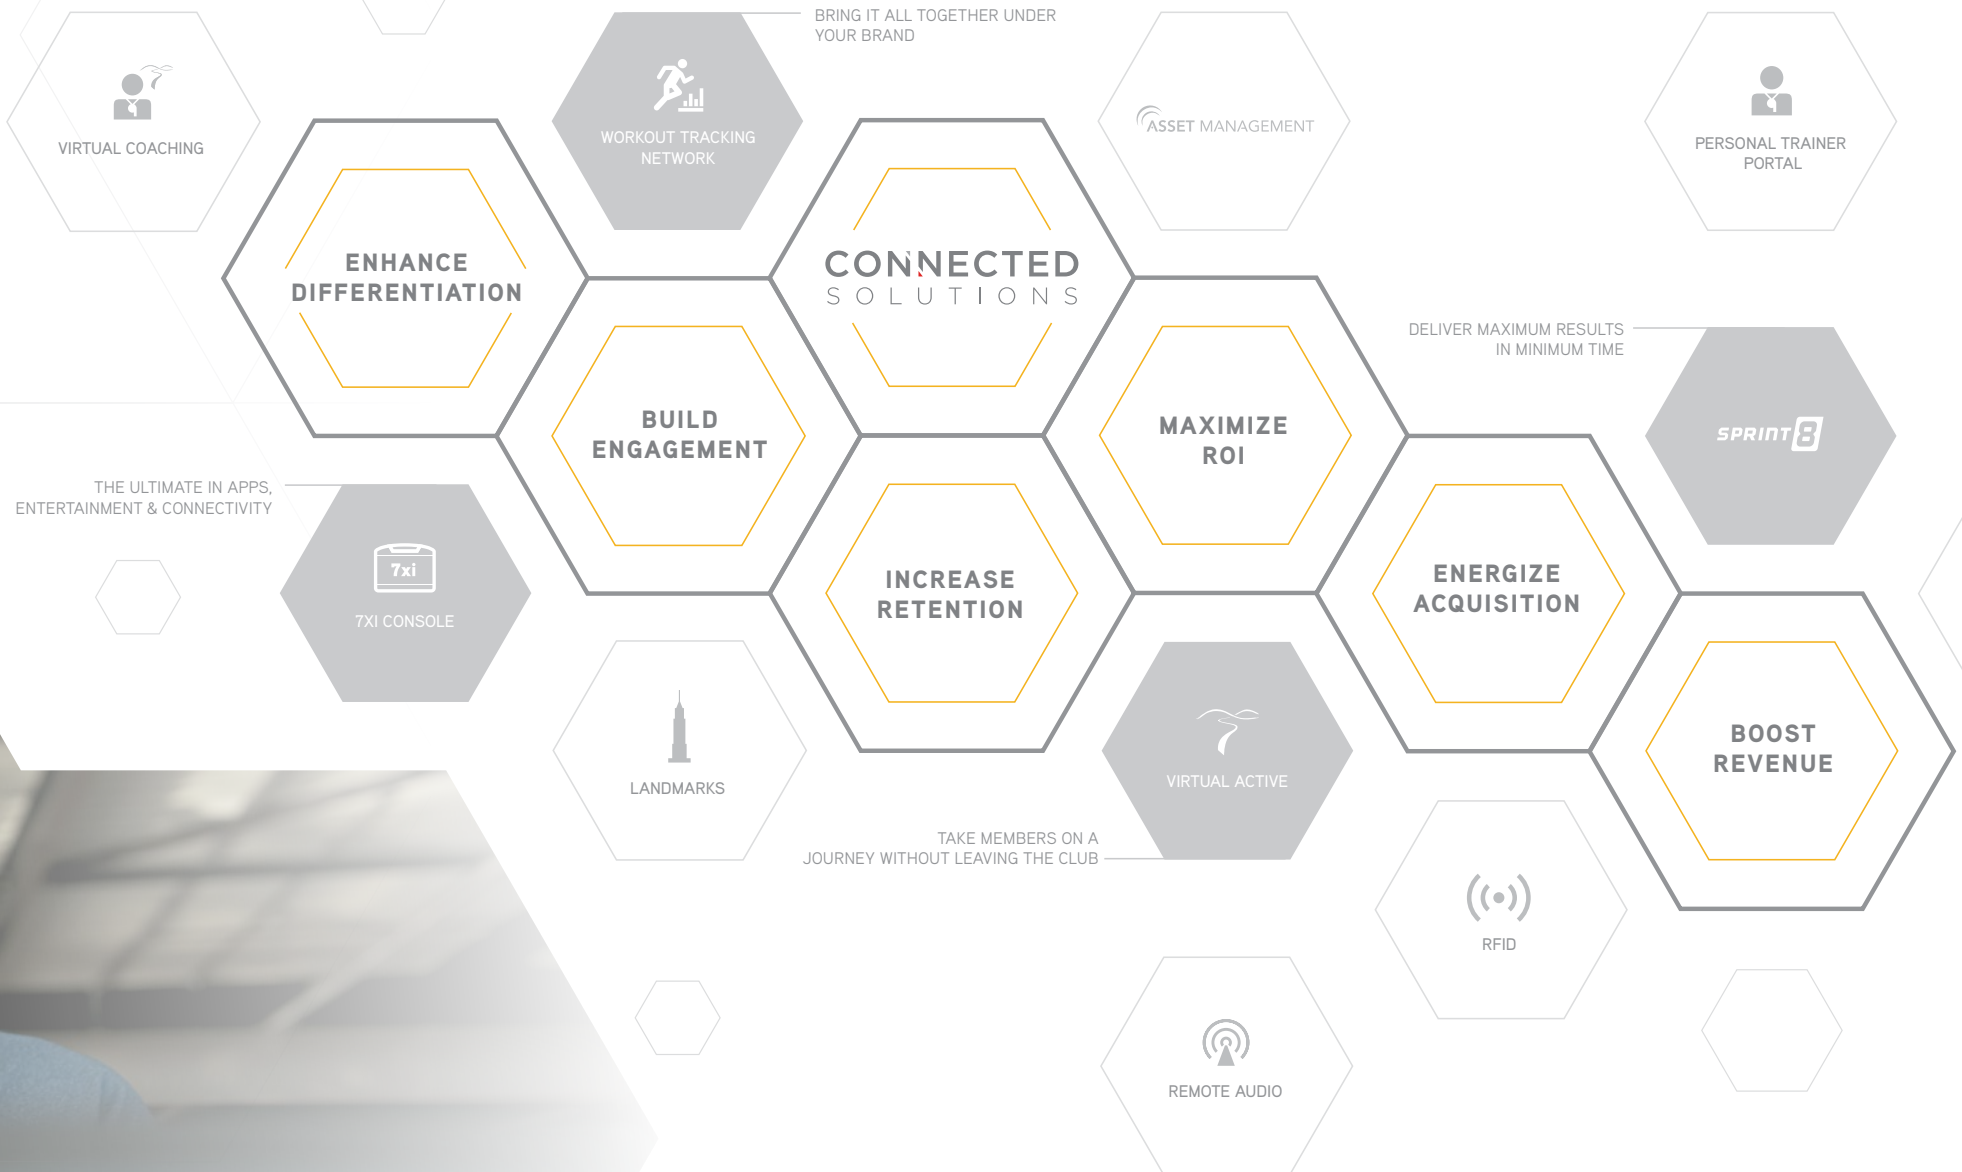 BRING IT ALL TOGETHER UNDER
YOUR BRAND
VIRTUAL COACHING
WORKOUT TRACKING
NETWORK
ASSET MANAGEMENT
PERSONAL TRAINER
PORTAL
ENHANCE
DIFFERENTIATION
CONNECTED
SOLUTIONS
BUILD
ENGAGEMENT
MAXIMIZE
ROI
DELIVER MAXIMUM RESULTS
IN MINIMUM TIME
SPRINT 8
THE ULTIMATE IN APPS,
ENTERTAINMENT & CONNECTIVITY
7xi
7XI CONSOLE
INCREASE
RETENTION
ENERGIZE
ACQUISITION
LANDMARKS
VIRTUAL ACTIVE
BOOST
REVENUE
TAKE MEMBERS ON A
JOURNEY WITHOUT LEAVING THE CLUB
RFID
REMOTE AUDIO